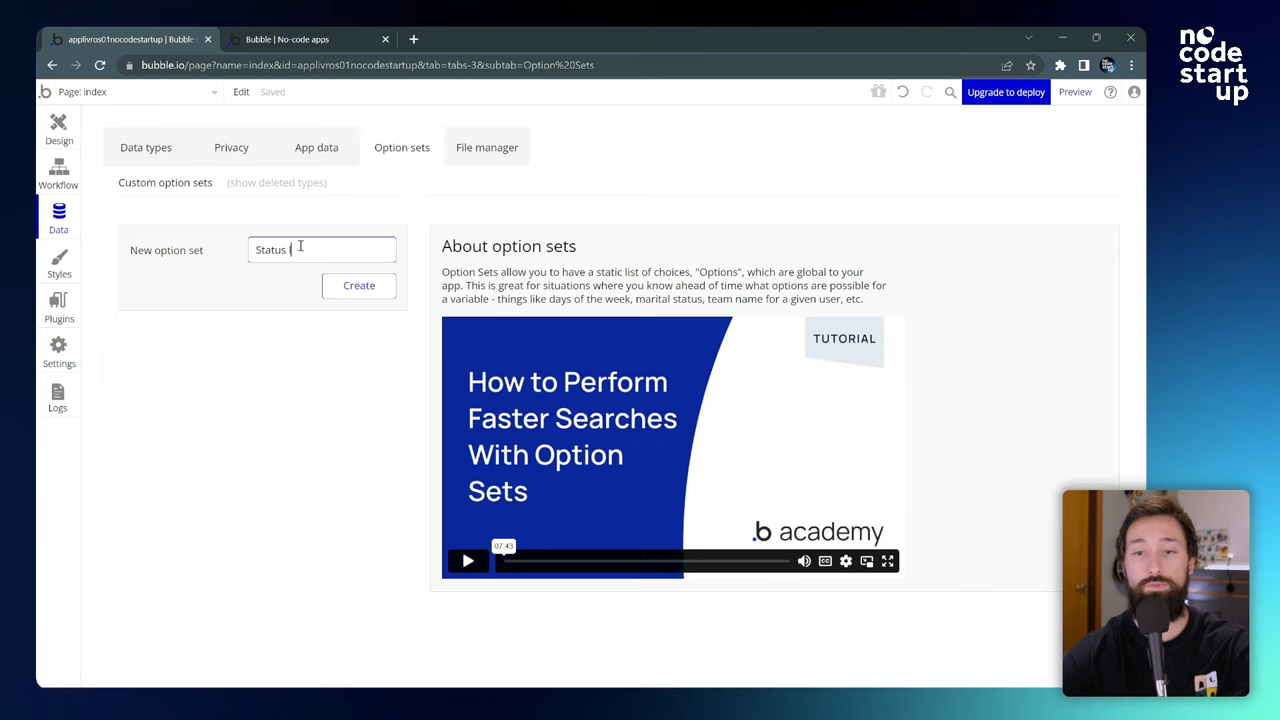 applivros01nocodestartup | Bubble
Bubble | No-code apps
bubble.io/page?name=index&id=applivros01nocodestartup&tab=tabs-3&subtab=Option%20Sets
Page: index
Edit
Saved
Upgrade to deploy
Preview
no
code
start
up
Design
Workflow
Data
Styles
Plugins
Settings
Logs
Data types
Privacy
App data
Option sets
File manager
Custom option sets
(show deleted types)
New option set
Status
Create
About option sets
Option Sets allow you to have a static list of choices, "Options", which are global to your
app. This is great for situations where you know ahead of time what options are possible for
a variable - things like days of the week, marital status, team name for a given user, etc.
TUTORIAL
How to Perform
Faster Searches
With Option
Sets
.b academy
07:43
CC